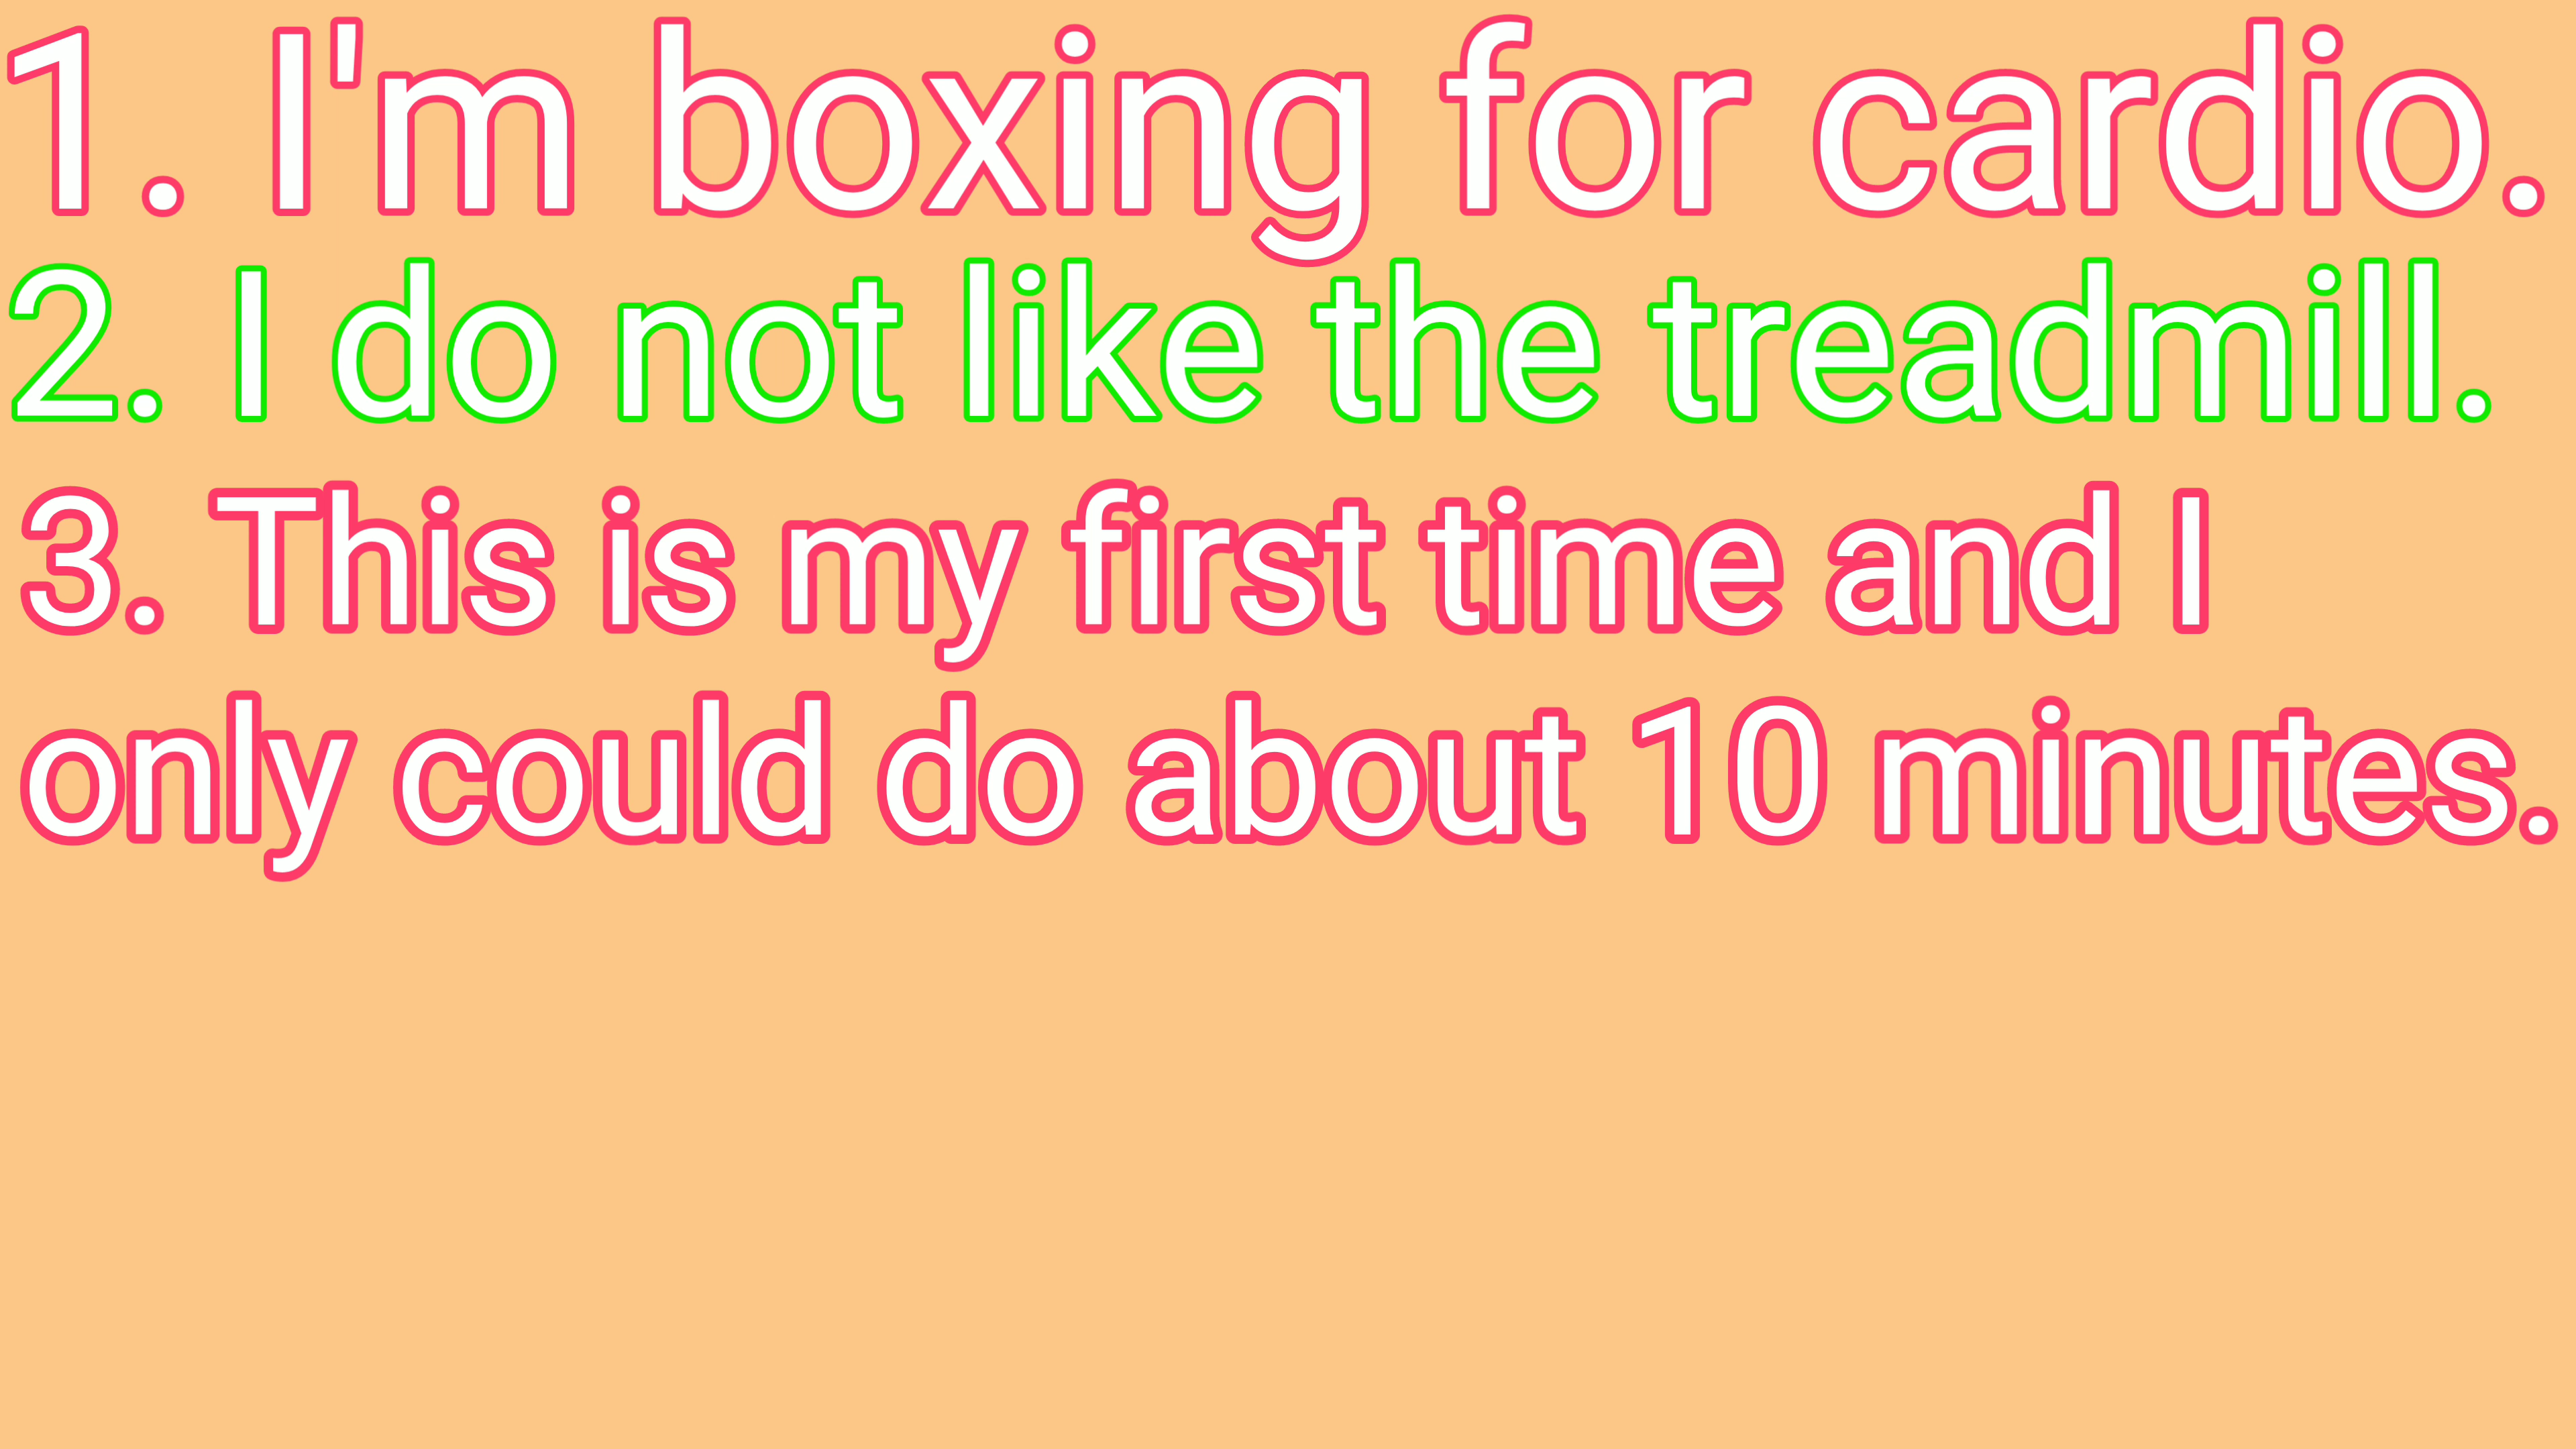 1. I'm boxing for cardio.
2. I do not like the treadmill.
3. This is my first time and I
only could do about 10 minutes.